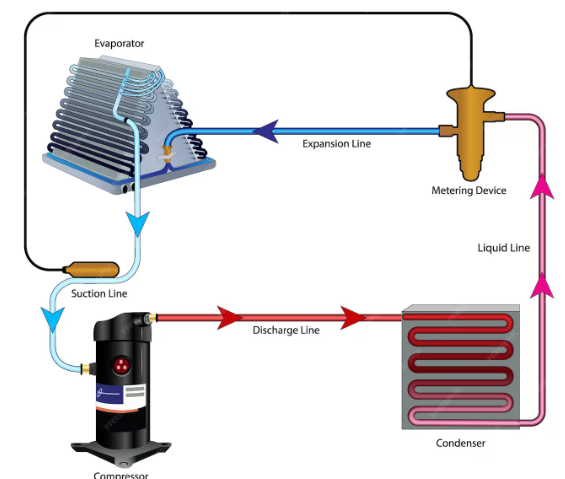 Evaporator
Expansion Line
Metering Device
Liquid Line
Suction Line
Discharge Line
Condenser
Compressor